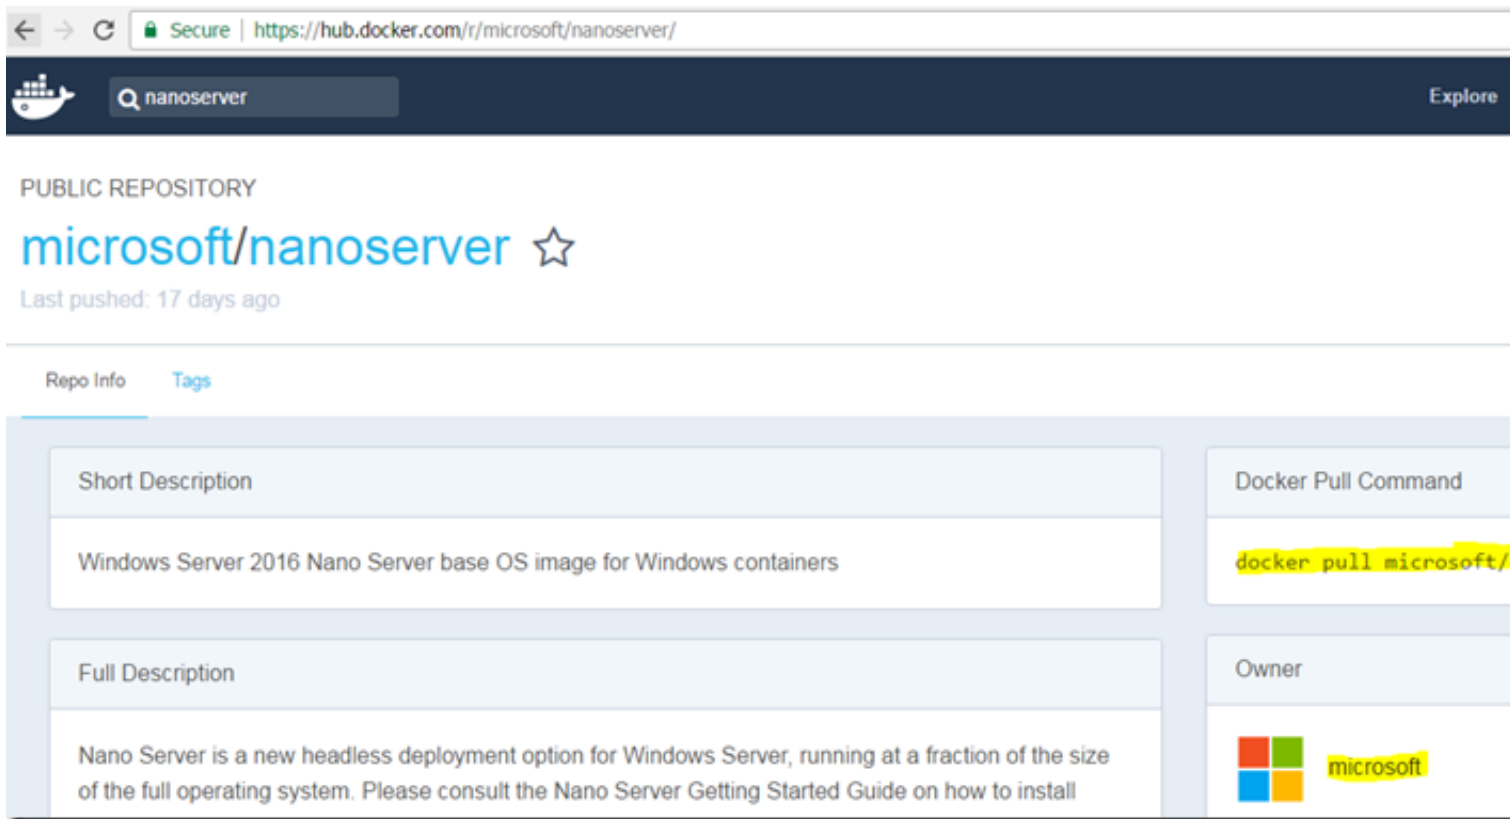 Secure | https://hub.docker.com/r/microsoft/nanoserver/
nanoserver
Explore
PUBLIC REPOSITORY
microsoft/nanoserver
Last pushed: 17 days ago
Repo Info
Tags
Short Description
Windows Server 2016 Nano Server base OS image for Windows containers
Full Description
Nano Server is a new headless deployment option for Windows Server, running at a fraction of the size
of the full operating system. Please consult the Nano Server Getting Started Guide on how to install
Docker Pull Command
docker pull microsoft/
Owner
microsoft